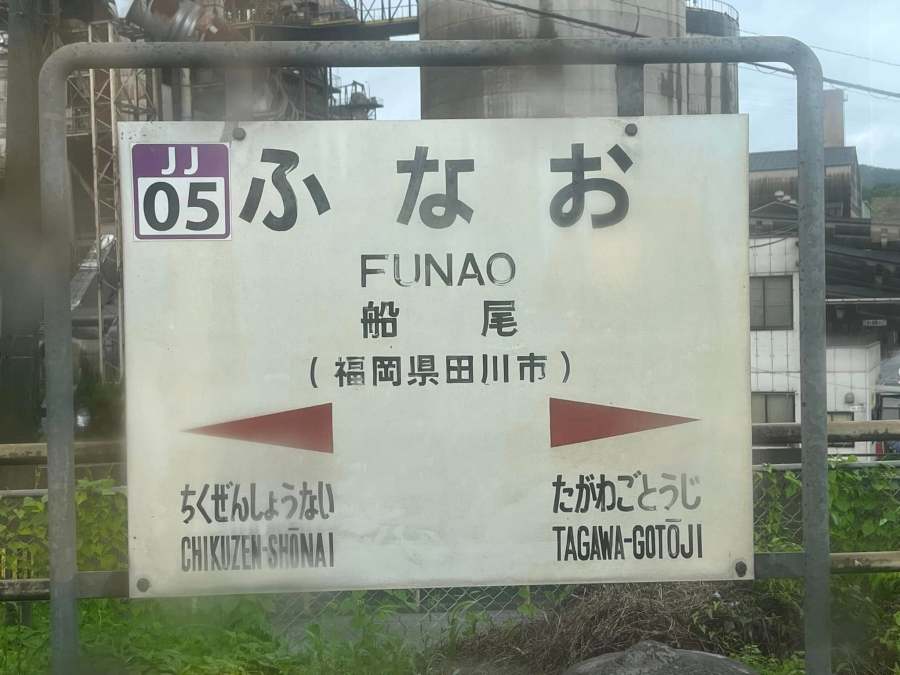 JJ
05
ふなお
FUNAO
船尾
(福岡県田川市)
ちくぜんしょうない
CHIKUZEN-SHŌNAI
たがわごとうじ
TAGAWA-GOTŌJI